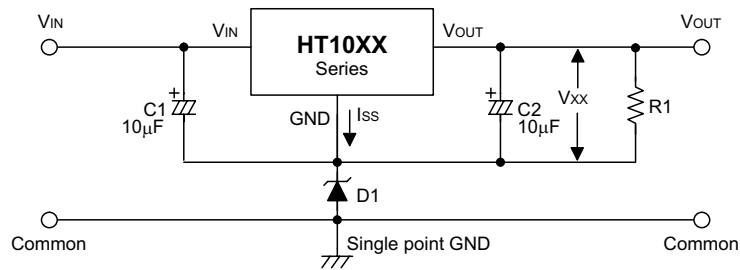 VIN
VOUT
VIN
HT10XX
Series
VOUT
C1
10μF
GND
ISS
C2
10μF
VXX
R1
D1
Common
Single point GND
Common